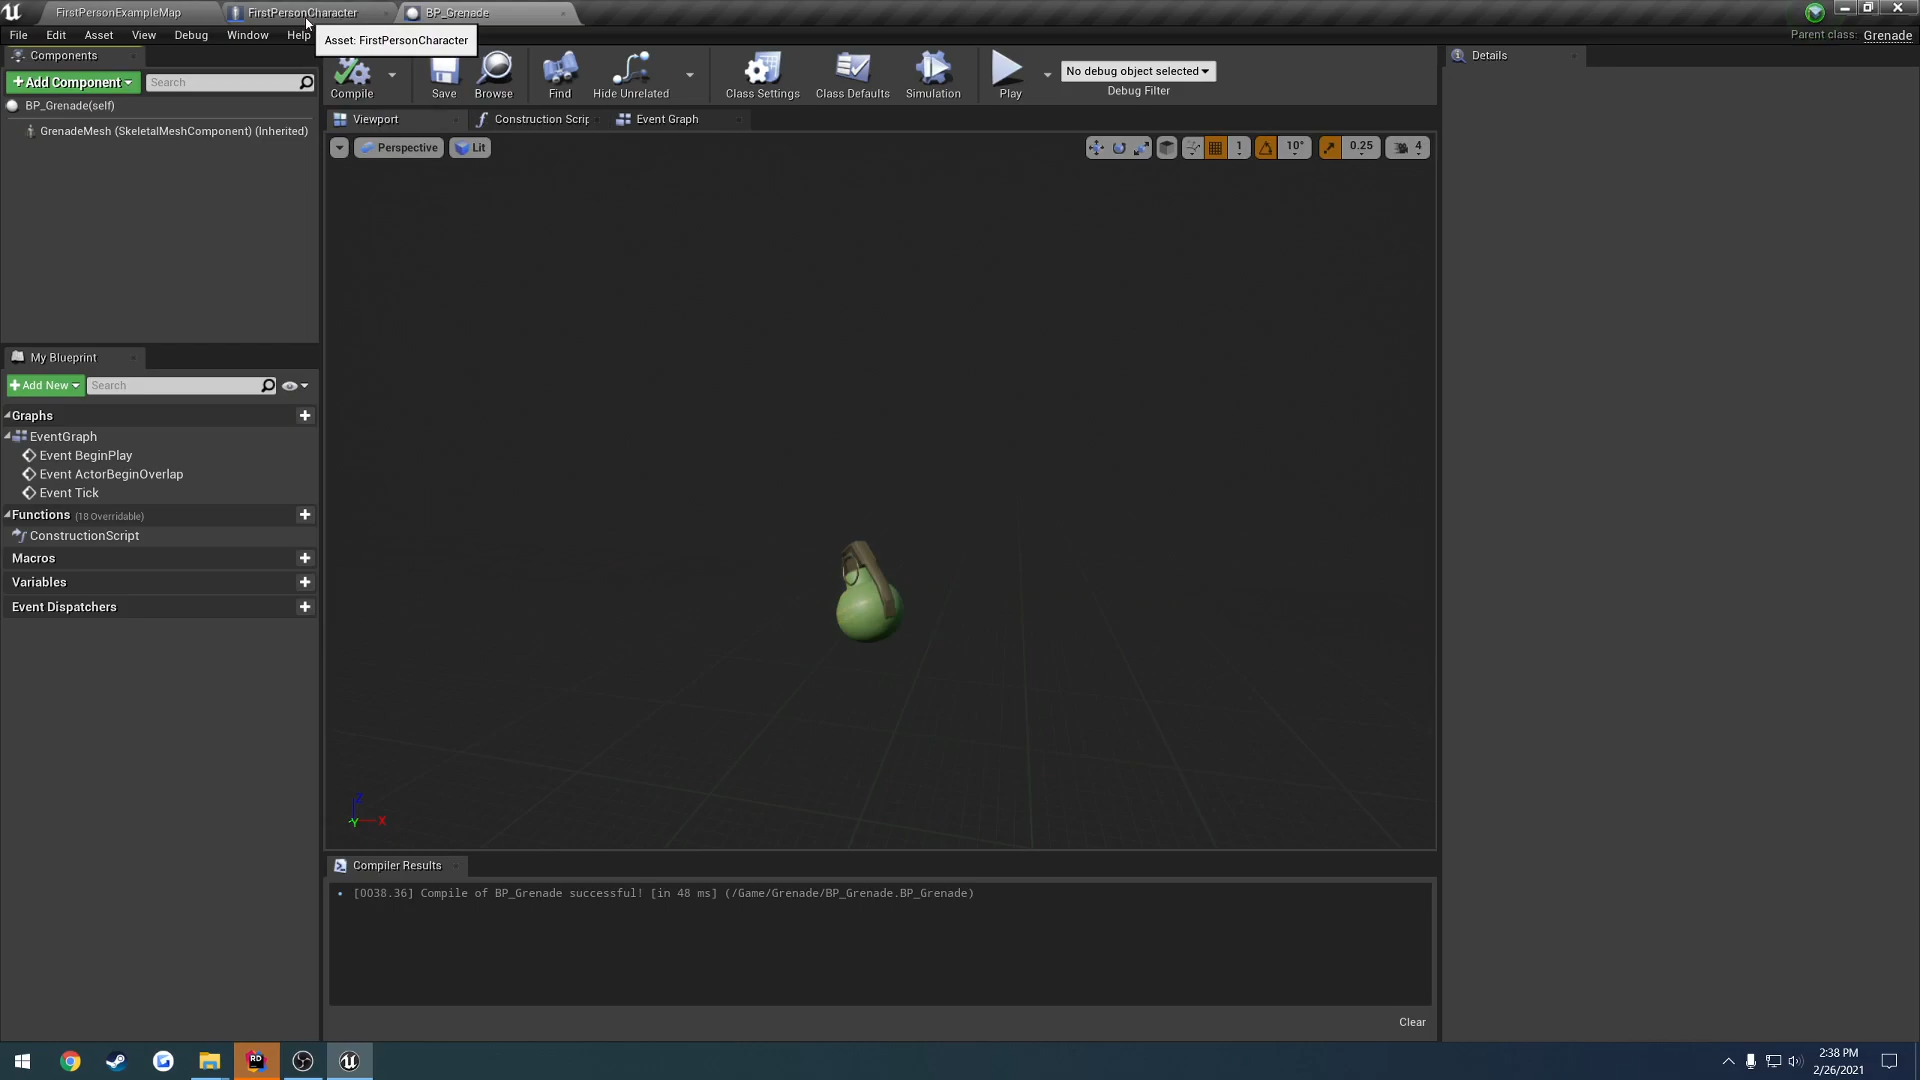 FirstPersonExampleMap
FirstPersonCharacter
BP_Grenade
File Edit Asset View Debug Window Help
Asset: FirstPersonCharacter
Parent class: Grenade
Components
+Add Component
Search
BP_Grenade(self)
GrenadeMesh (SkeletalMeshComponent) (Inherited)
Compile
Save
Browse
Find
Hide Unrelated
Class Settings
Class Defaults
Simulation
Play
No debug object selected
Debug Filter
Details
Viewport
Construction Scrip
Event Graph
Perspective
Lit
1
10°
0.25
4
My Blueprint
+Add New
Search
Graphs
EventGraph
Event BeginPlay
Event ActorBeginOverlap
Event Tick
Functions (18 Overridable)
ConstructionScript
Macros
Variables
Event Dispatchers
Z
Y
X
Compiler Results
[0038.36] Compile of BP_Grenade successful! [in 48 ms] (/Game/Grenade/BP_Grenade.BP_Grenade)
Clear
RD
2:38 PM
2/26/2021